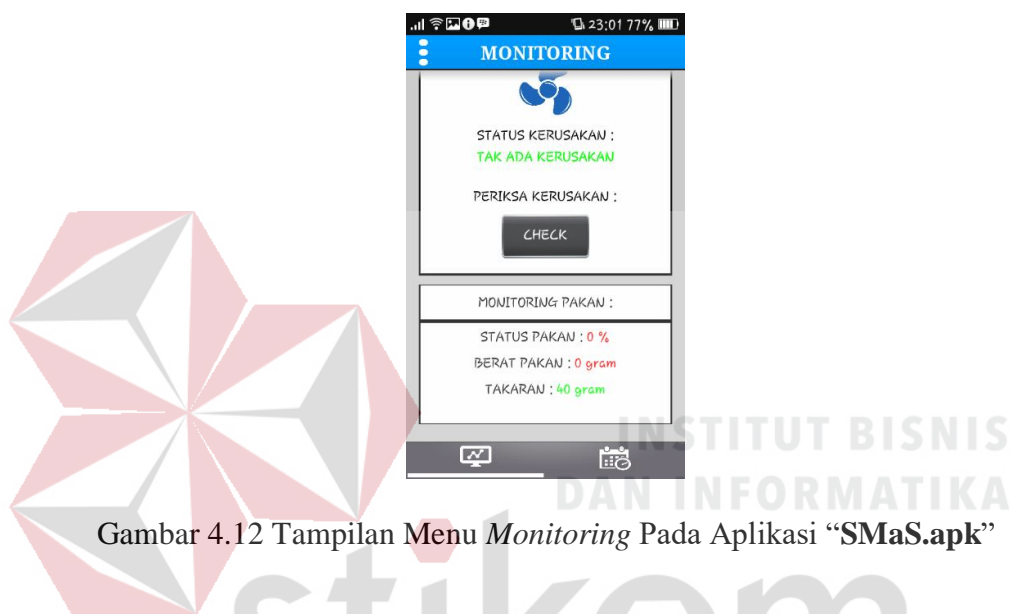 23:01 77%
MONITORING
STATUS KERUSAKAN :
TAK ADA KERUSAKAN
PERIKSA KERUSAKAN :
CHECK
MONITORING PAKAN :
STATUS PAKAN : 0 %
BERAT PAKAN : 0 gram
TAKARAN : 40 gram
INSTITUT BISNIS
DAN INFORMATIKA
Gambar 4.12 Tampilan Menu Monitoring Pada Aplikasi “SMaS.apk”
stikom